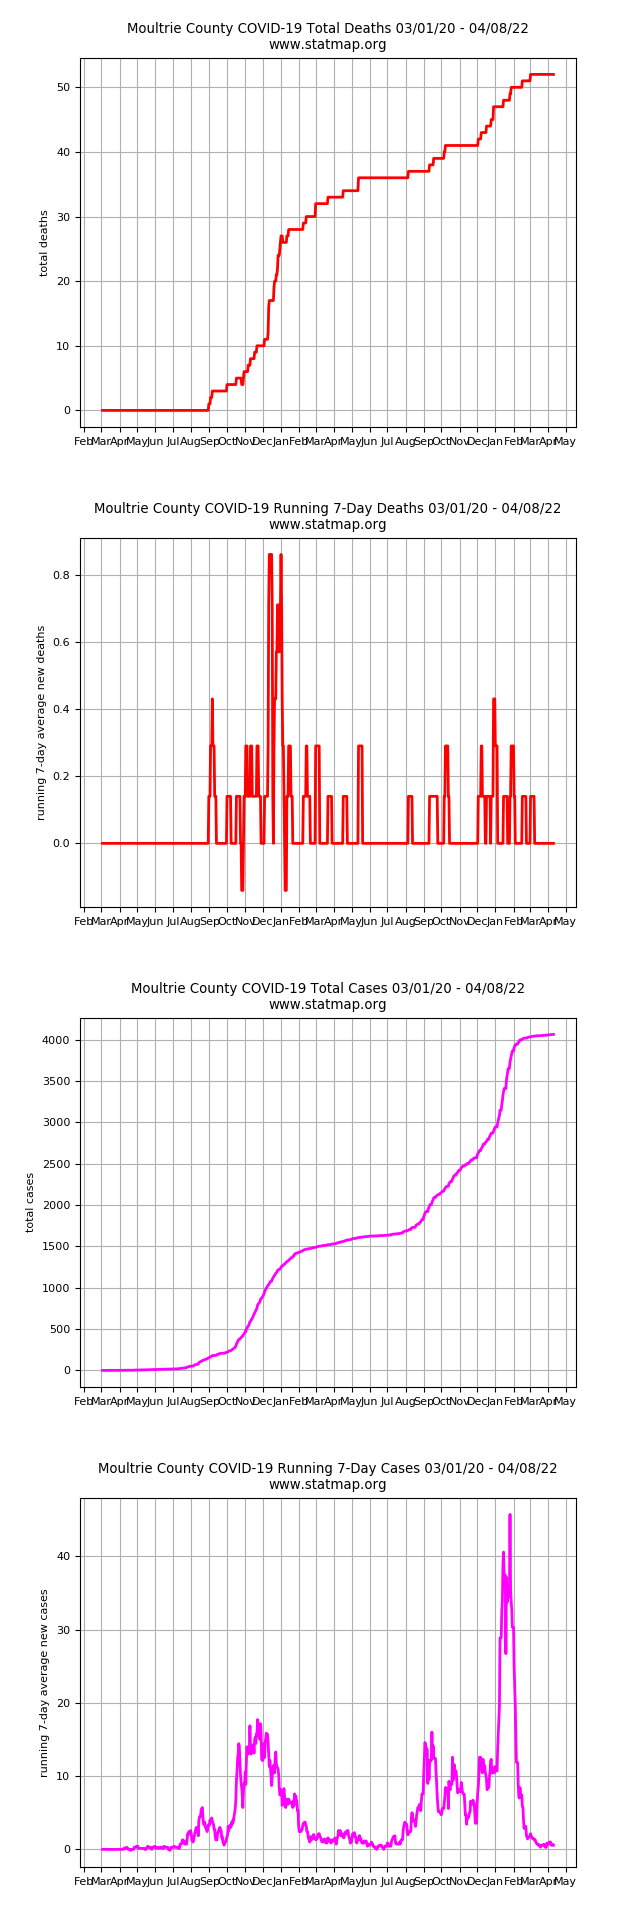 Moultrie County COVID-19 Total Deaths 03/01/20 - 04/08/22
www.statmap.org
50
40
30
20
10
0
total deaths
Feb Mar Apr May Jun Jul Aug Sep Oct Nov Dec Jan Feb Mar Apr May Jun Jul Aug Sep Oct Nov Dec Jan Feb Mar Apr May
Moultrie County COVID-19 Running 7-Day Deaths 03/01/20 - 04/08/22
www.statmap.org
0.8
0.6
0.4
0.2
0.0
running 7-day average new deaths
Feb Mar Apr May Jun Jul Aug Sep Oct Nov Dec Jan Feb Mar Apr May Jun Jul Aug Sep Oct Nov Dec Jan Feb Mar Apr May
Moultrie County COVID-19 Total Cases 03/01/20 - 04/08/22
www.statmap.org
4000
3500
3000
2500
2000
1500
1000
500
0
total cases
Feb Mar Apr May Jun Jul Aug Sep Oct Nov Dec Jan Feb Mar Apr May Jun Jul Aug Sep Oct Nov Dec Jan Feb Mar Apr May
Moultrie County COVID-19 Running 7-Day Cases 03/01/20 - 04/08/22
www.statmap.org
40
30
20
10
0
running 7-day average new cases
Feb Mar Apr May Jun Jul Aug Sep Oct Nov Dec Jan Feb Mar Apr May Jun Jul Aug Sep Oct Nov Dec Jan Feb Mar Apr May